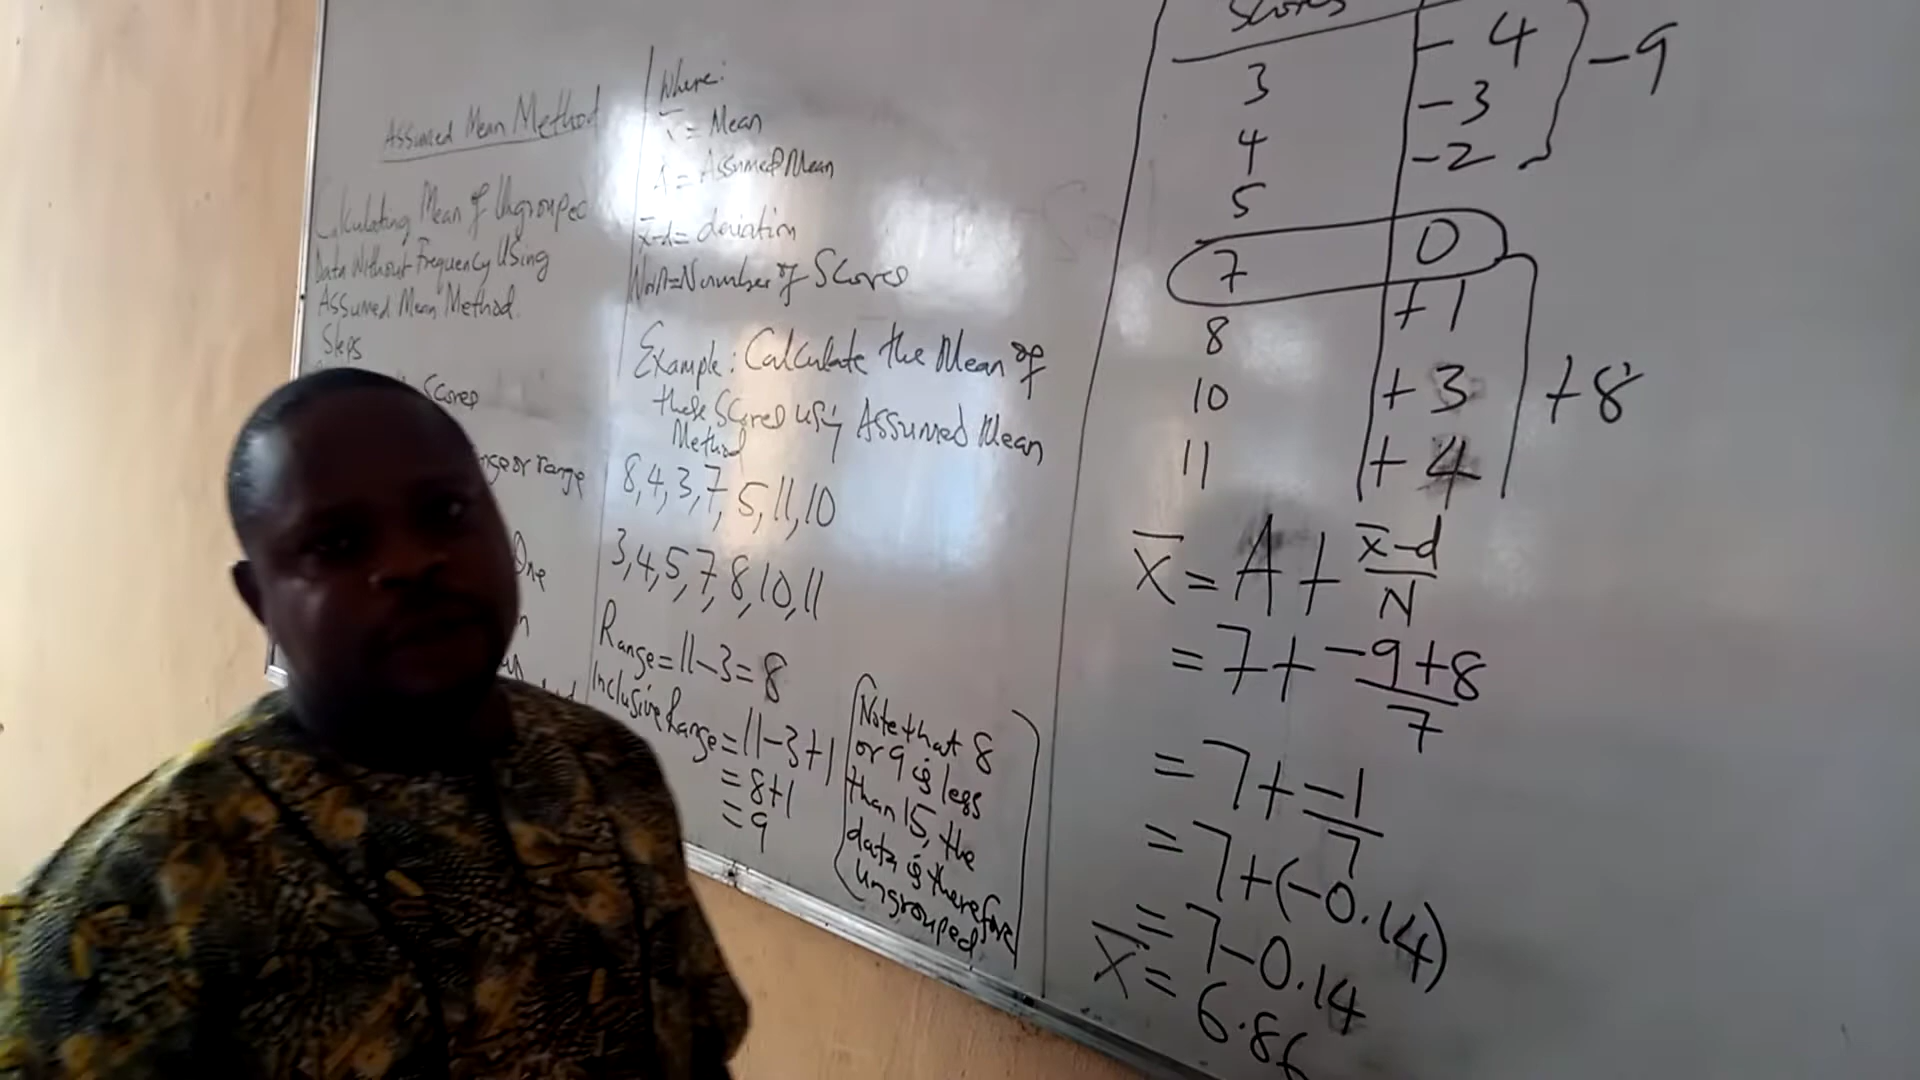 Assumed Mean Method
Calculating Mean of Ungrouped
Data Without Frequency Using
Assumed Mean Method.
Steps
Scores
or range
One
Where:
x̄ = Mean
= Assumed Mean
x̄-d = deviation
N or n = Number of Scores
Example: Calculate the Mean of
these Scores using Assumed Mean
Method
8,4,3,7,5,11,10
3,4,5,7,8,10,11
Range = 11-3 = 8
Inclusive Range = 11-3+1
= 8+1
= 9
Note that 8
or 9 is less
than 15, the
data is therefore
Ungrouped
Scores
3 -4
4 -3
5 -2
-9
7 0
8 +1
10 +3
11 +4
+8
x̄ = A + x̄-d/N
= 7 + -9+8/7
= 7 + -1/7
= 7+(-0.14)
= 7-0.14
x̄ = 6.86